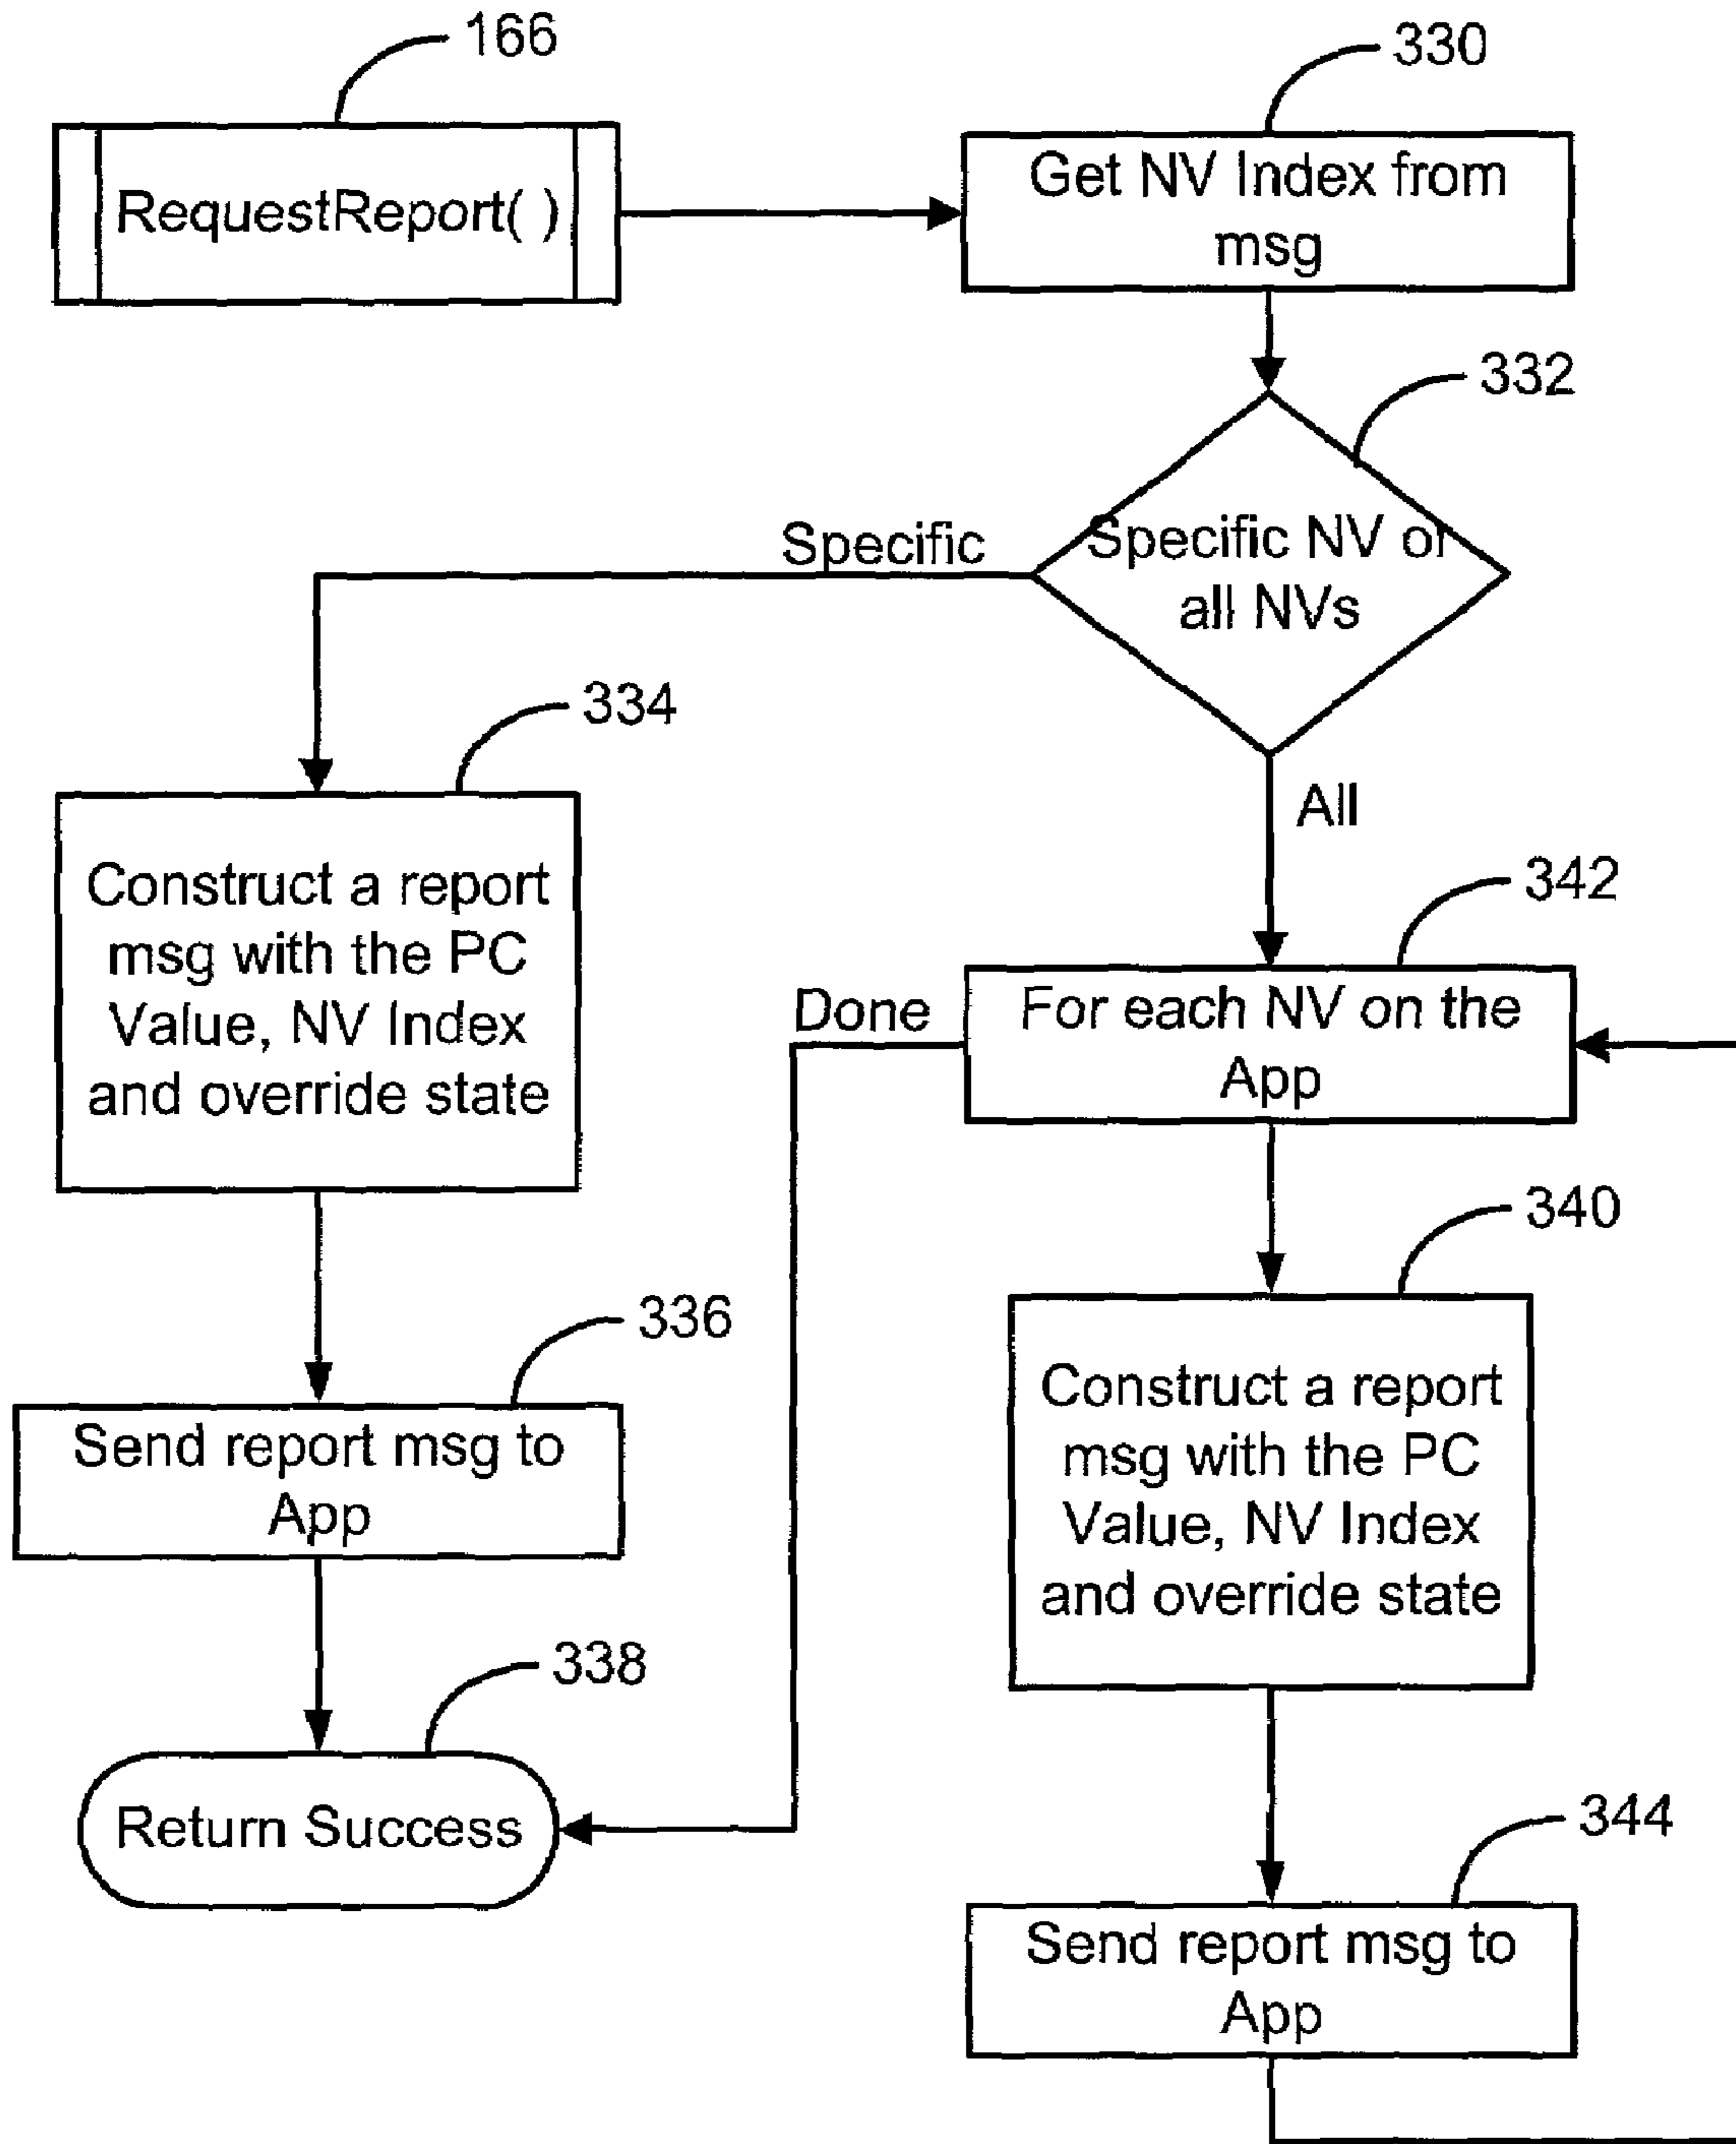 166
RequestReport( )
330
Get NV Index from
msg
332
Specific NV or
all NVs
Specific
All
334
Construct a report
msg with the PC
Value, NV Index
and override state
342
For each NV on the
App
Done
340
Construct a report
msg with the PC
Value, NV Index
and override state
336
Send report msg to
App
338
Return Success
344
Send report msg to
App